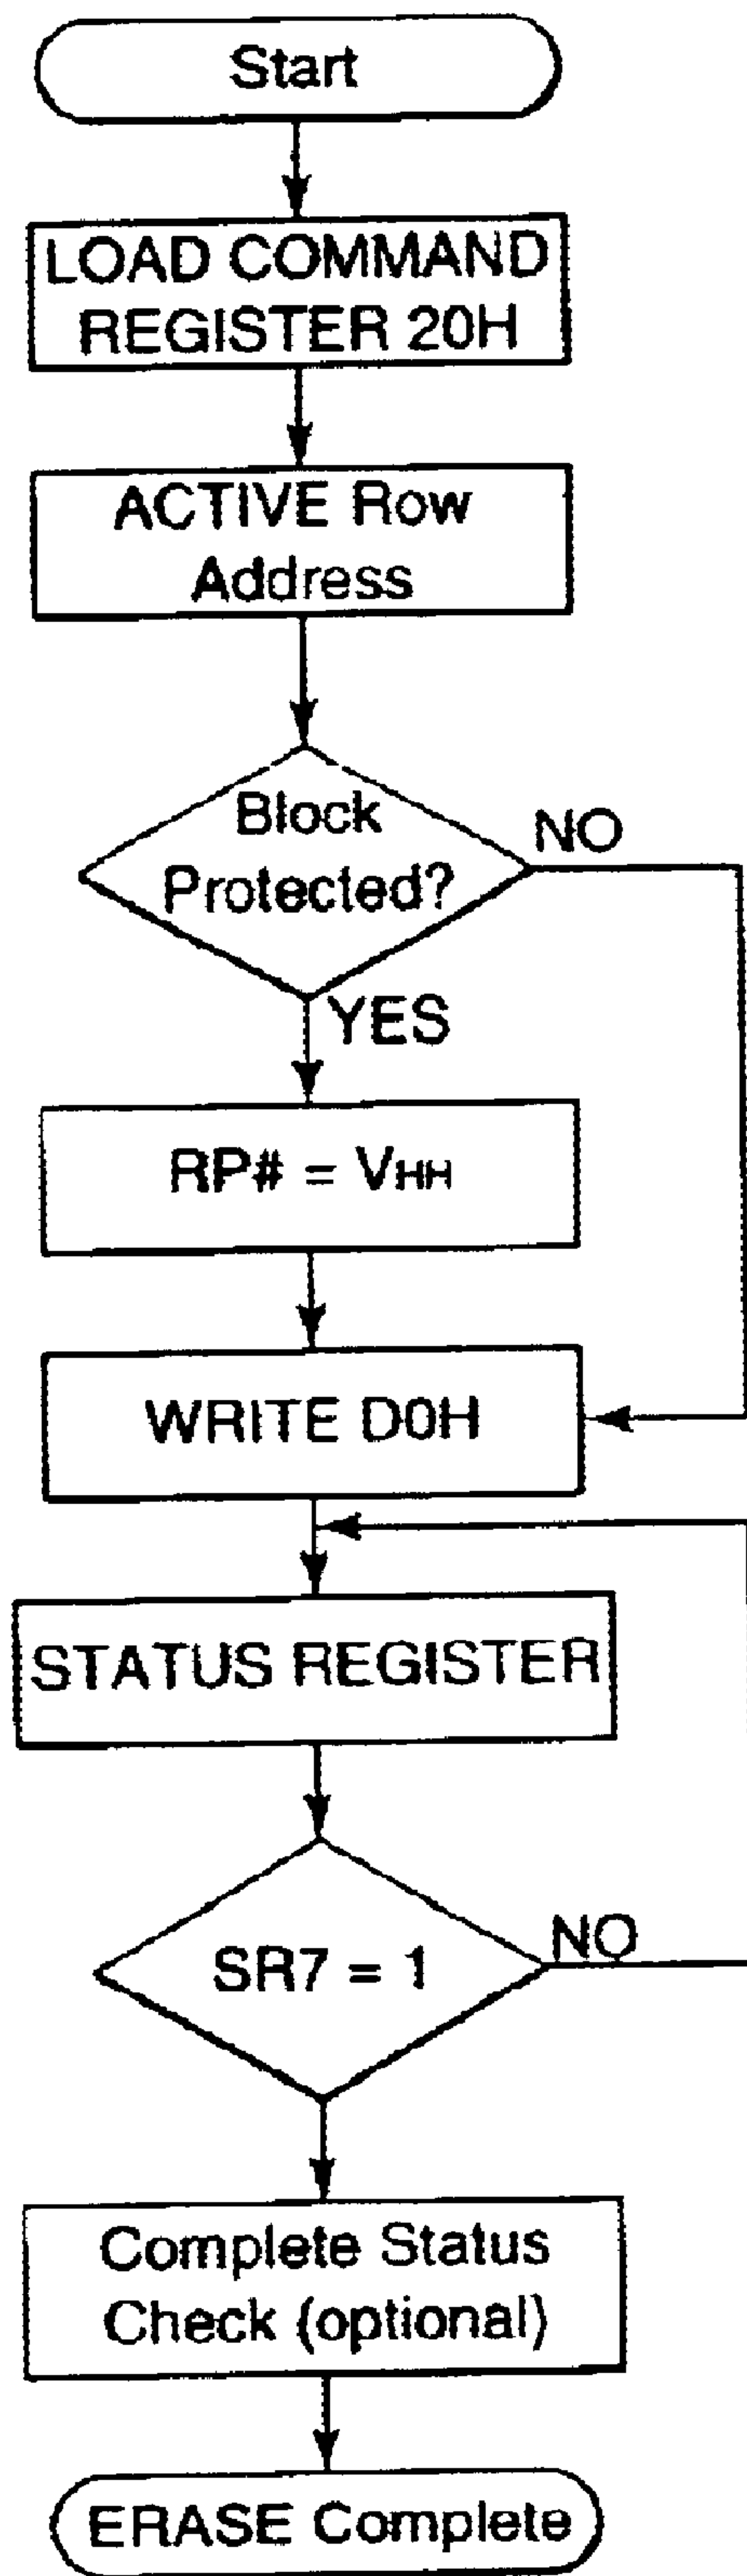 Start
LOAD COMMAND
REGISTER 20H
ACTIVE Row
Address
Block
Protected?
NO
YES
RP# = VHH
WRITE D0H
STATUS REGISTER
SR7 = 1
NO
Complete Status
Check (optional)
ERASE Complete